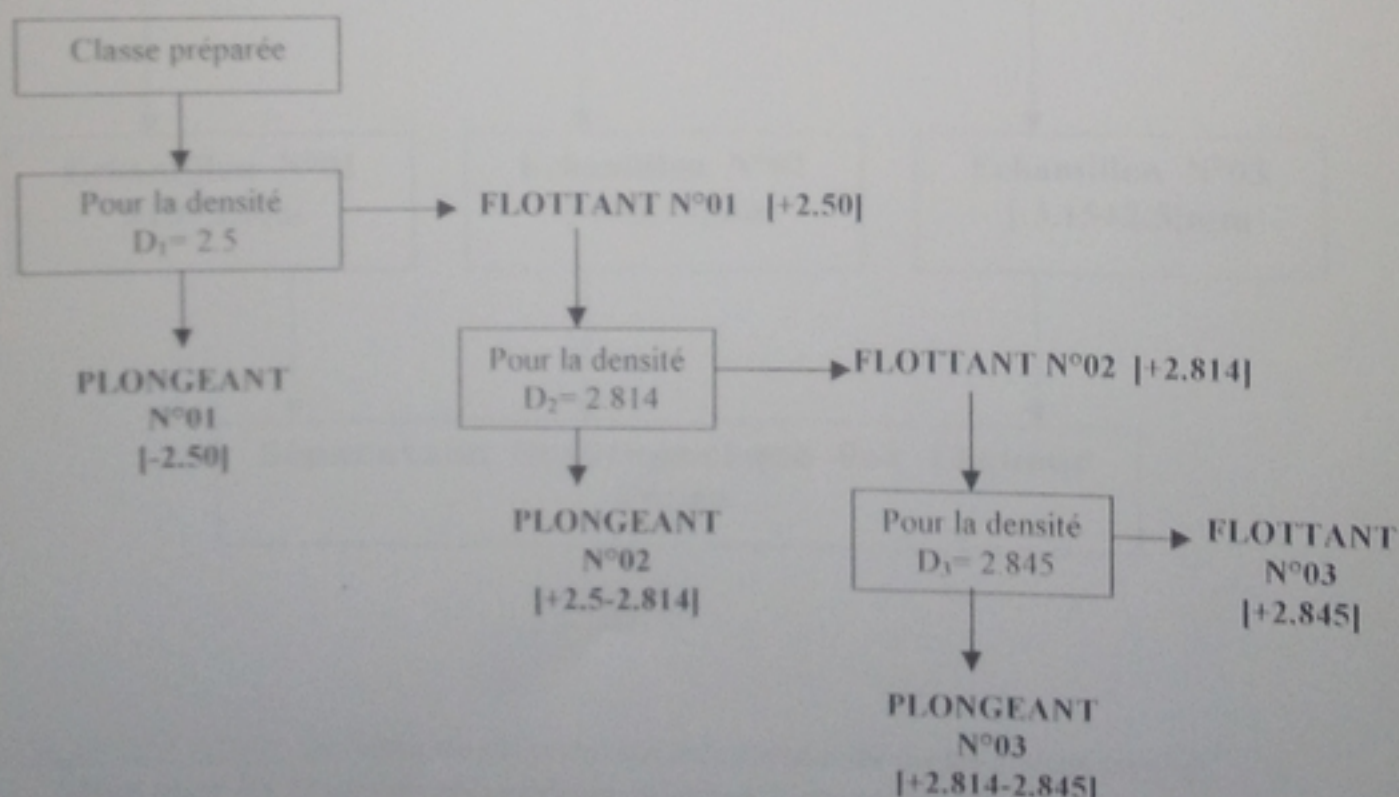 Classe préparée
Pour la densité
D₁= 2.5
FLOTTANT N°01 [+2.50]
PLONGEANT
N°01
[-2.50]
Pour la densité
D₂= 2.814
FLOTTANT N°02 [+2.814]
PLONGEANT
N°02
[+2.5-2.814]
Pour la densité
D₃= 2.845
FLOTTANT
N°03
[+2.845]
PLONGEANT
N°03
[+2.814-2.845]